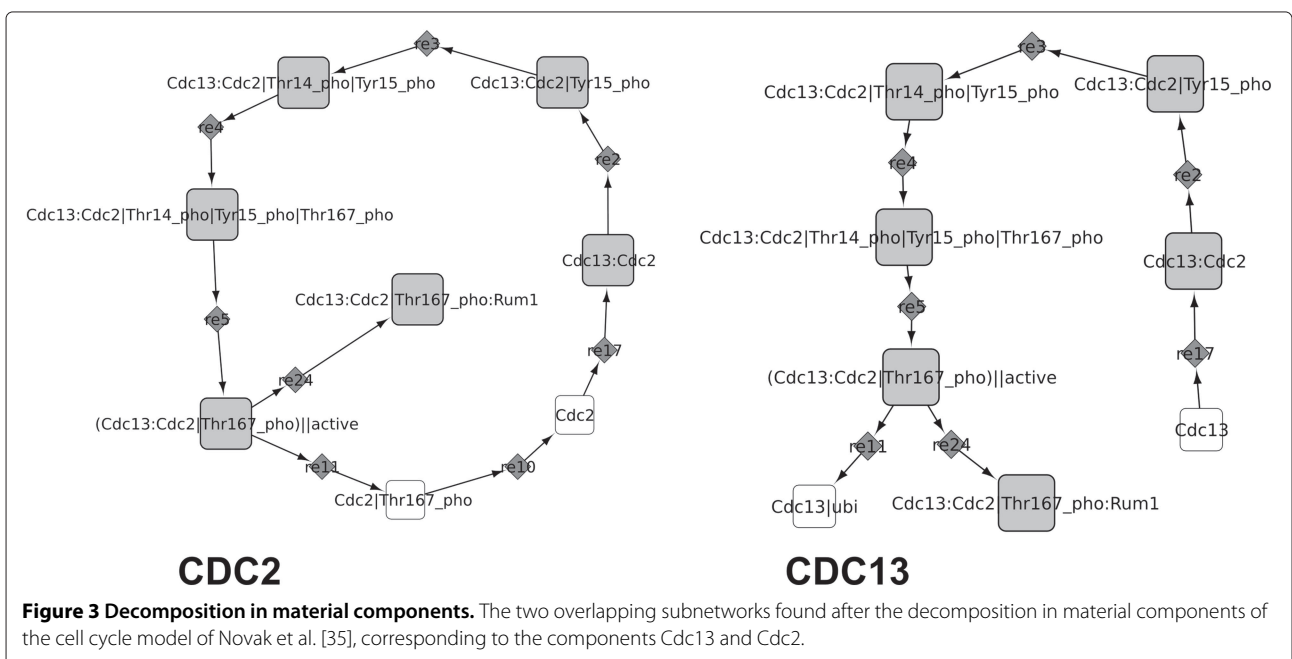 re3
Cdc13:Cdc2|Thr14_pho|Tyr15_pho
Cdc13:Cdc2|Tyr15_pho
re4
re2
Cdc13:Cdc2|Thr14_pho|Tyr15_pho|Thr167_pho
Cdc13:Cdc2
Cdc13:Cdc2|Thr167_pho:Rum1
re5
re17
re24
(Cdc13:Cdc2|Thr167_pho)||active
Cdc2
re11
re10
Cdc2|Thr167_pho
CDC2
re3
Cdc13:Cdc2|Thr14_pho|Tyr15_pho
Cdc13:Cdc2|Tyr15_pho
re4
re2
Cdc13:Cdc2|Thr14_pho|Tyr15_pho|Thr167_pho
Cdc13:Cdc2
re5
re17
(Cdc13:Cdc2|Thr167_pho)||active
Cdc13
re11
re24
Cdc13|ubi
Cdc13:Cdc2|Thr167_pho:Rum1
CDC13
Figure 3 Decomposition in material components. The two overlapping subnetworks found after the decomposition in material components of
the cell cycle model of Novak et al. [35], corresponding to the components Cdc13 and Cdc2.